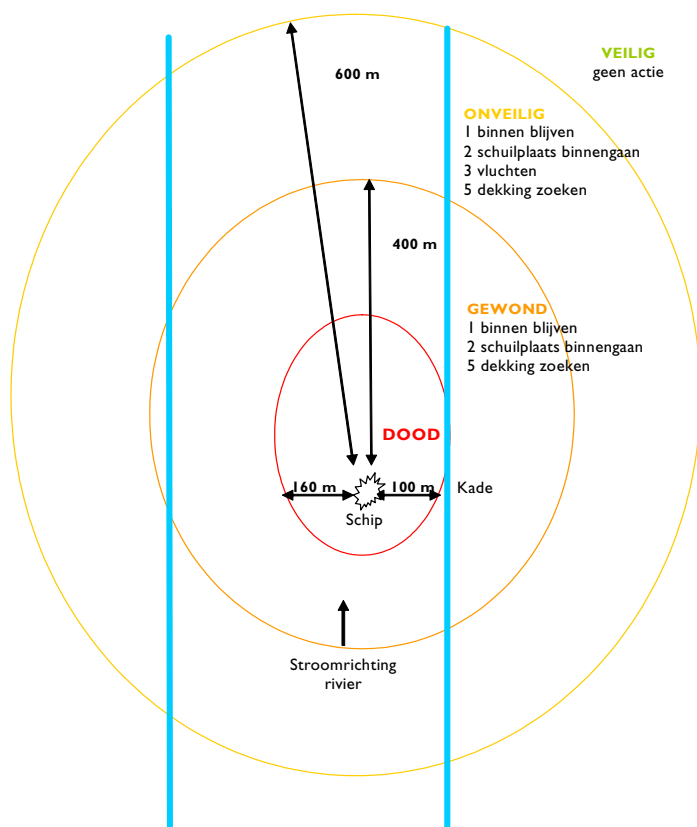 600 m
VEILIG
geen actie
ONVEILIG
1 binnen blijven
2 schuilplaats binnengaan
3 vluchten
5 dekking zoeken
400 m
GEWOND
1 binnen blijven
2 schuilplaats binnengaan
5 dekking zoeken
DOOD
160 m
100 m
Kade
Schip
Stroomrichting
rivier